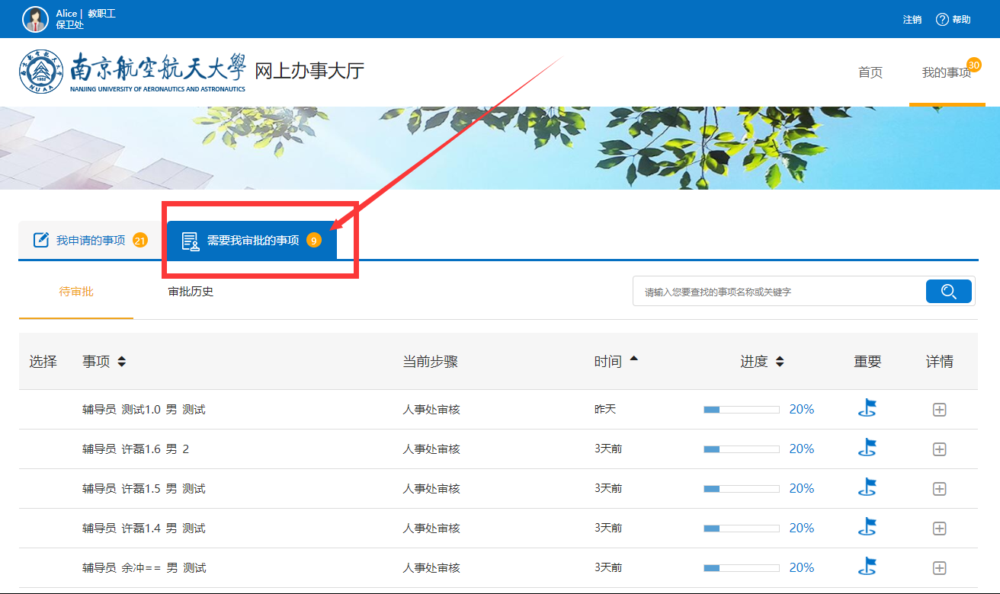 Alice | 教职工
保卫处
注销
帮助
南京航空航天大學
NANJING UNIVERSITY OF AERONAUTICS AND ASTRONAUTICS
1952
NUAA
网上办事大厅
首页
我的事项 30
我申请的事项 21
需要我审批的事项 9
待审批
审批历史
请输入您要查找的事项名称或关键字
选择 事项 当前步骤 时间 进度 重要 详情
辅导员 测试1.0 男 测试 人事处审核 昨天 20%
辅导员 许磊1.6 男 2 人事处审核 3天前 20%
辅导员 许磊1.5 男 测试 人事处审核 3天前 20%
辅导员 许磊1.4 男 测试 人事处审核 3天前 20%
辅导员 余冲== 男 测试 人事处审核 3天前 20%